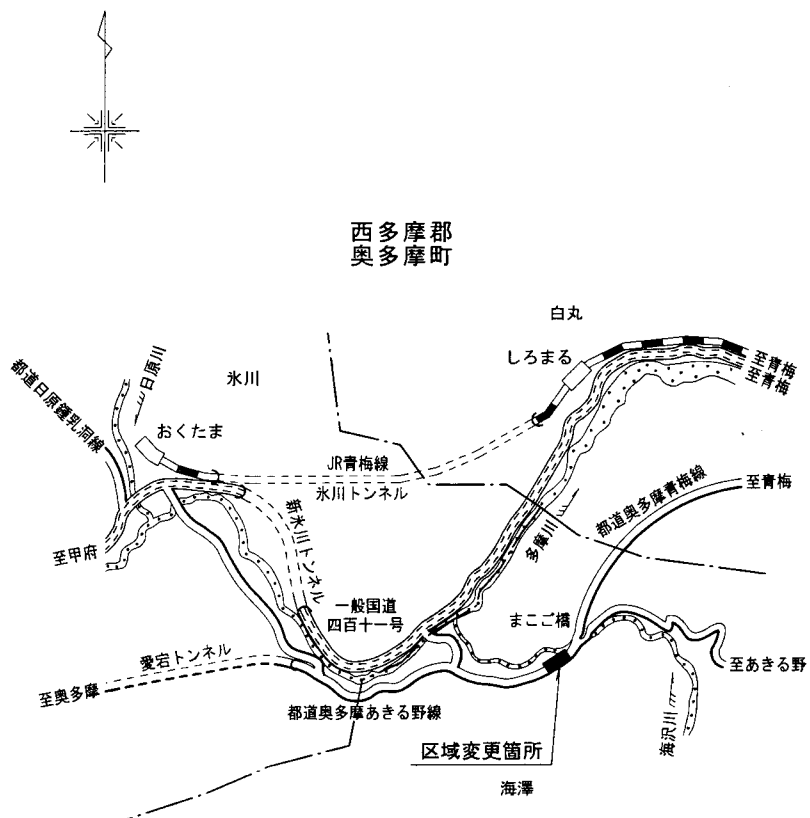 西多摩郡
奥多摩町
白丸
しろまる
至青梅
至青梅
都道日原鍾乳洞線
日原川
氷川
おくたま
JR青梅線
氷川トンネル
新氷川トンネル
多摩川
都道奥多摩青梅線
至青梅
至甲府
一般国道
四百十一号
まこご橋
愛宕トンネル
至奥多摩
至あきる野
都道奥多摩あきる野線
海沢川
区域変更箇所
海澤